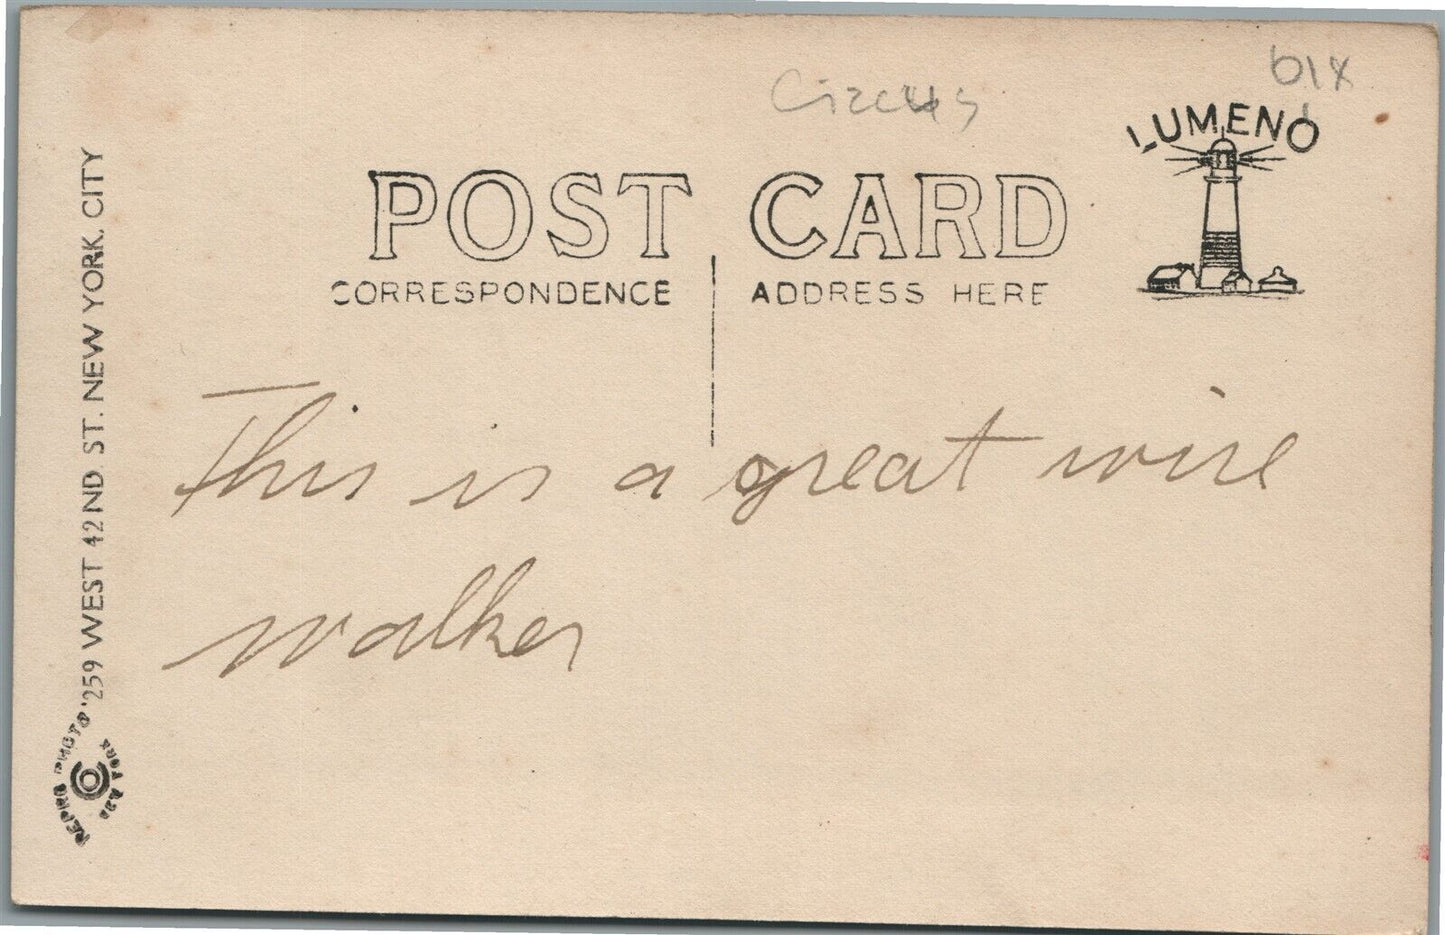 Circus
LUMENO
POST CARD
CORRESPONDENCE ADDRESS HERE
This is a great wire
walker
259 WEST 42ND ST. NEW YORK. CITY
PHOTO